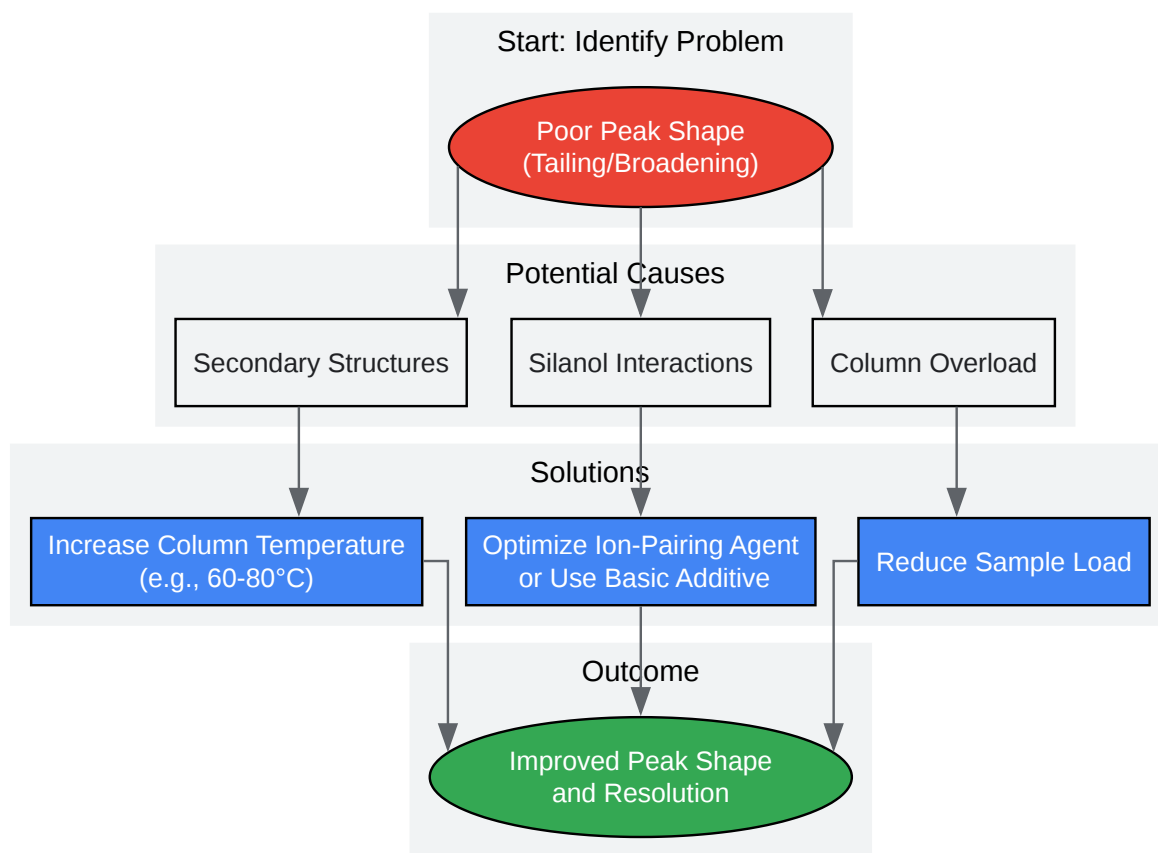 Start: Identify Problem
Poor Peak Shape
(Tailing/Broadening)
Potential Causes
Secondary Structures
Silanol Interactions
Column Overload
Solutions
Increase Column Temperature
(e.g., 60-80°C)
Optimize Ion-Pairing Agent
or Use Basic Additive
Reduce Sample Load
Outcome
Improved Peak Shape
and Resolution